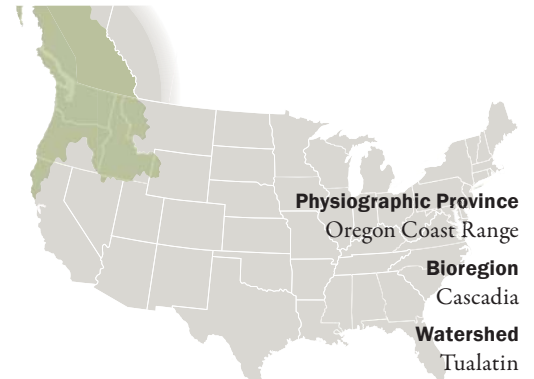 Physiographic Province
Oregon Coast Range
Bioregion
Cascadia
Watershed
Tualatin